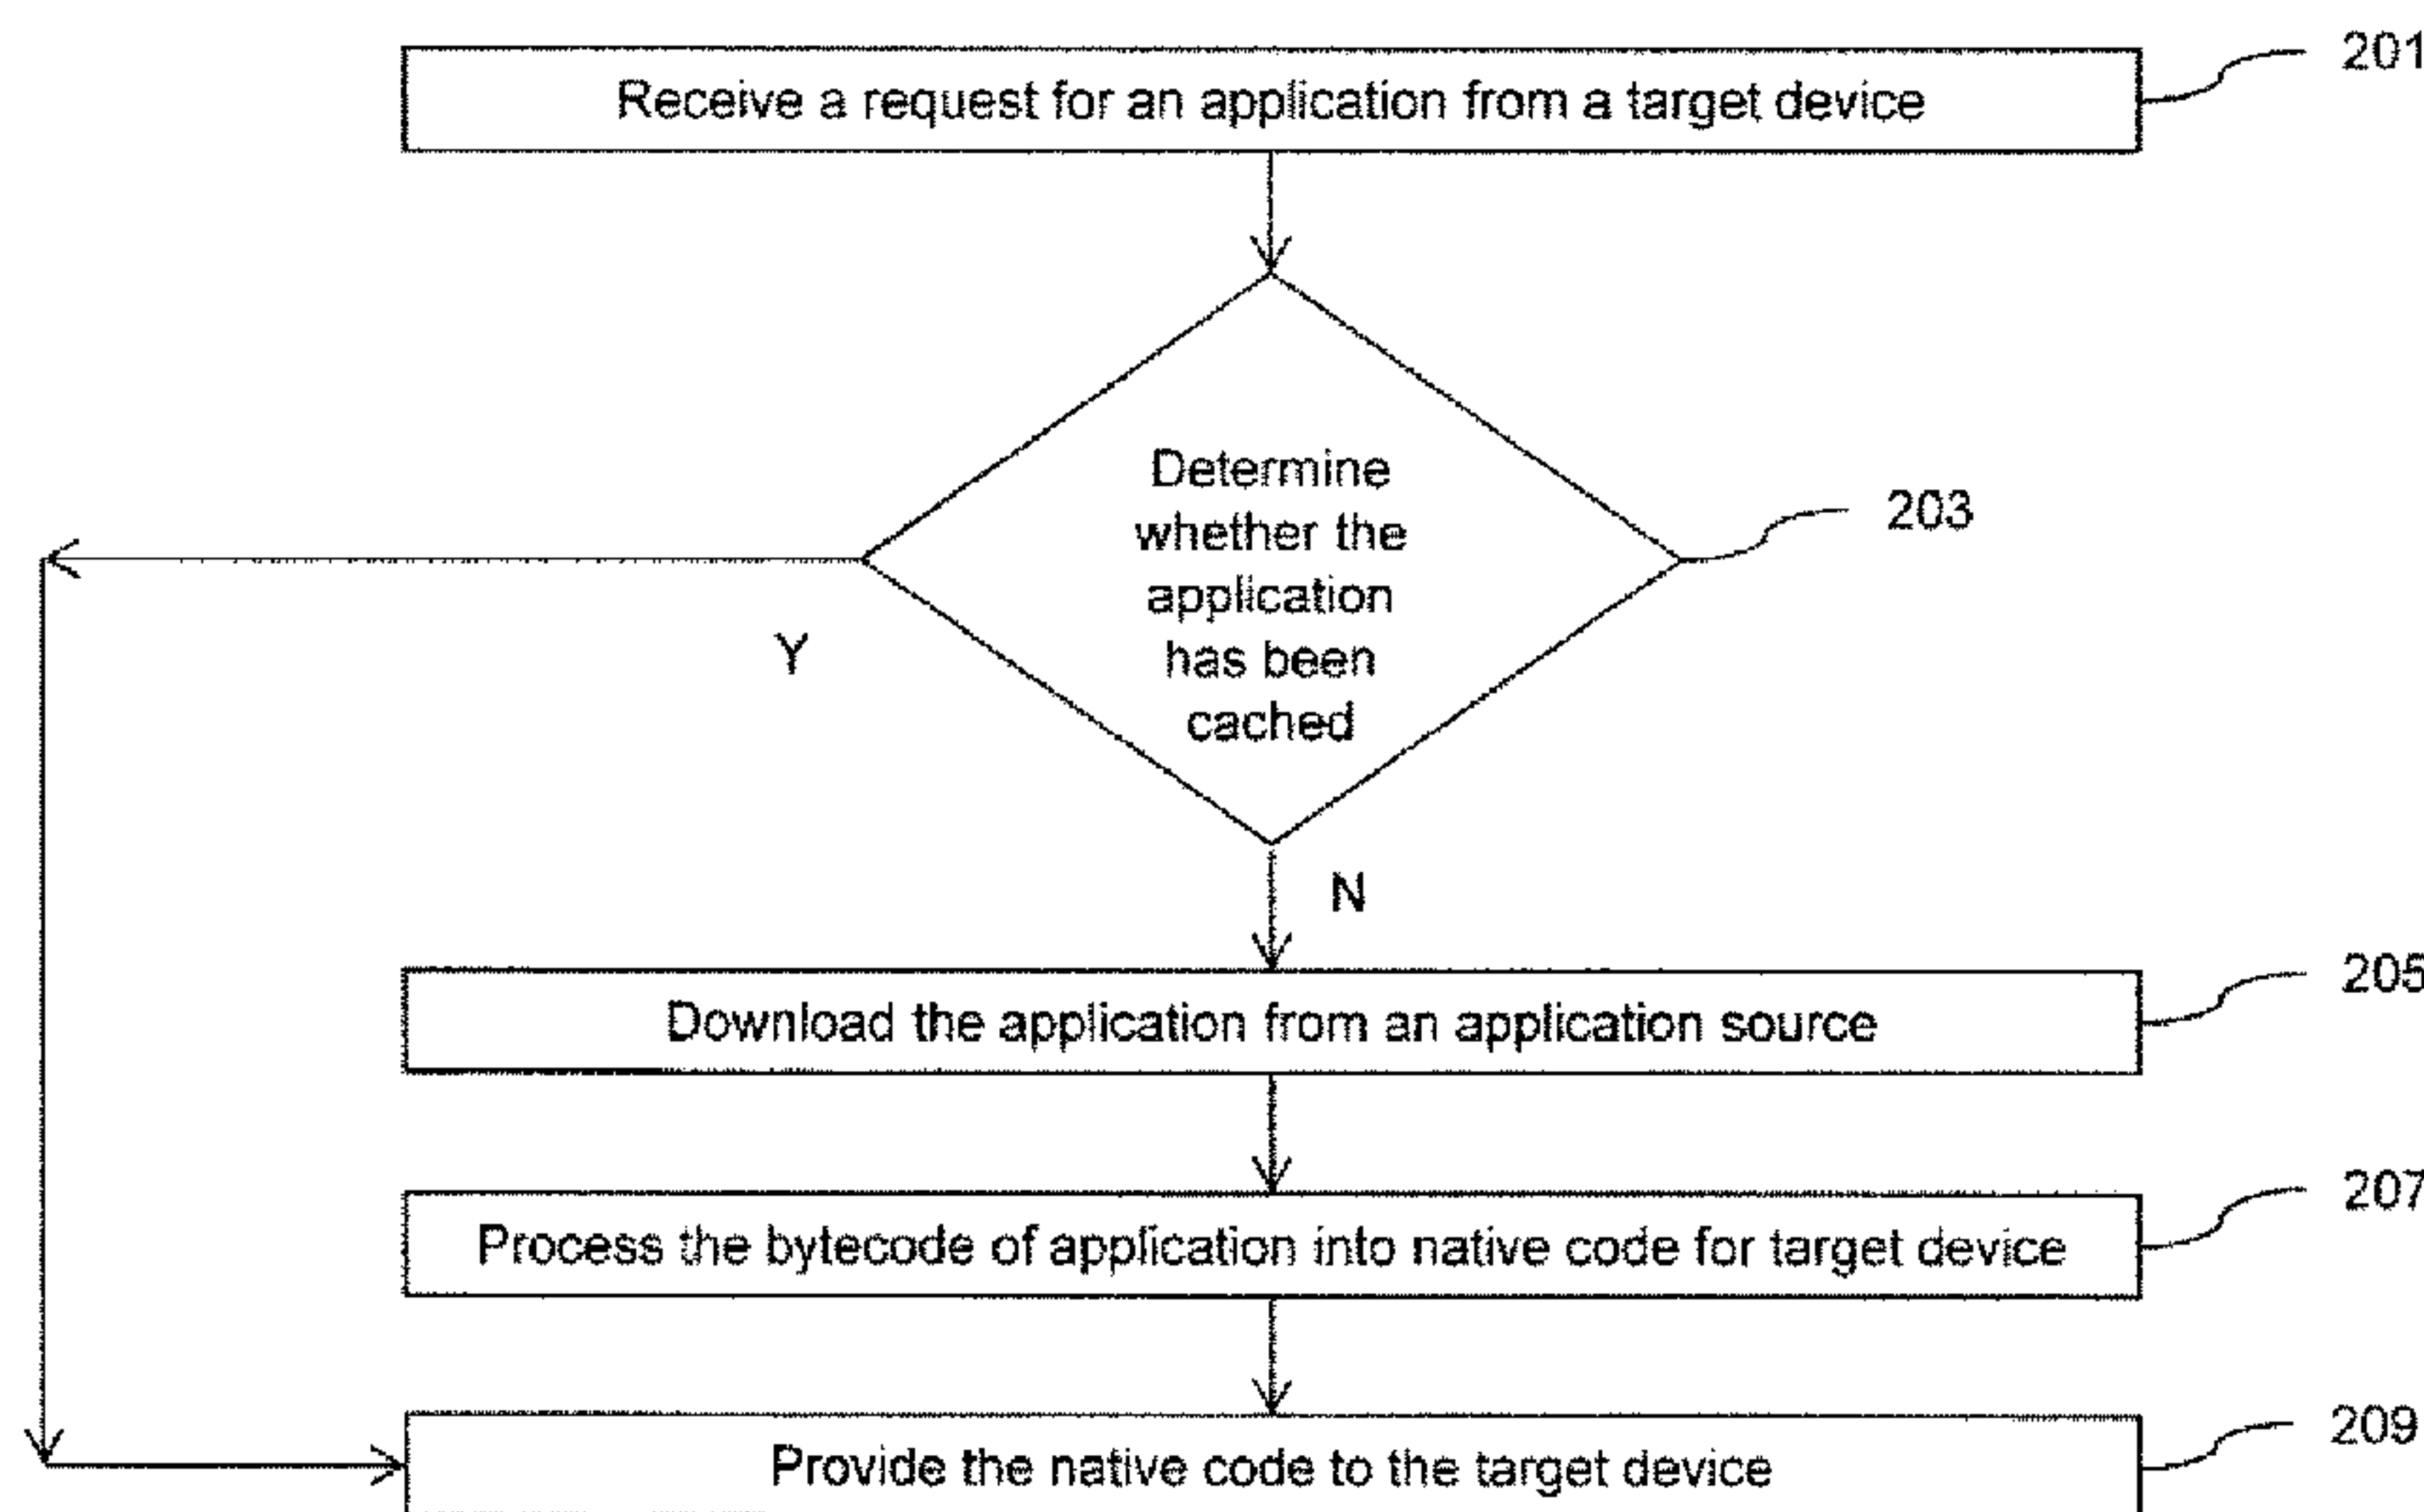 Receive a request for an application from a target device
201
Determine
whether the
application
has been
cached
203
Y
N
Download the application from an application source
205
Process the bytecode of application into native code for target device
207
Provide the native code to the target device
209